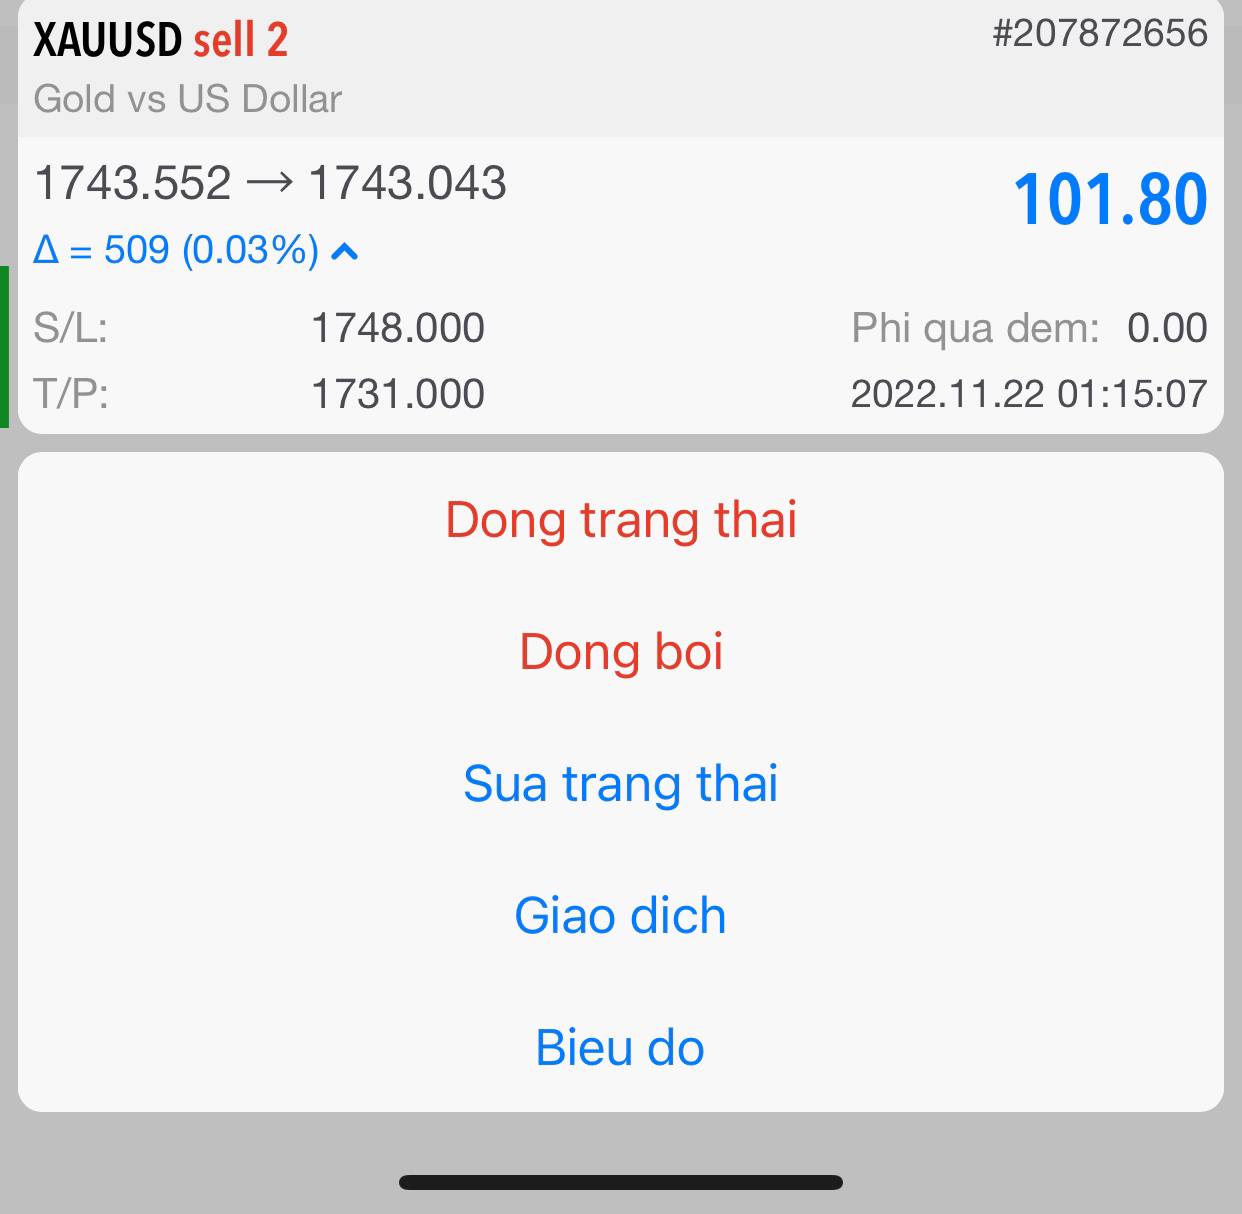 XAUUSD sell 2
#207872656
Gold vs US Dollar
1743.552 → 1743.043
101.80
Δ = 509 (0.03%)
S/L: 1748.000
Phi qua dem: 0.00
T/P: 1731.000
2022.11.22 01:15:07
Dong trang thai
Dong boi
Sua trang thai
Giao dich
Bieu do